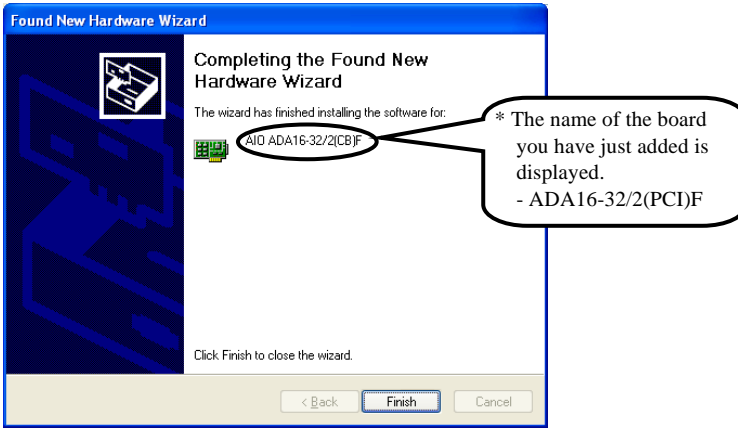 Found New Hardware Wizard
Completing the Found New
Hardware Wizard
The wizard has finished installing the software for:
AIO ADA16-32/2(CB)F
* The name of the board
you have just added is
displayed.
- ADA16-32/2(PCI)F
Click Finish to close the wizard.
< Back
Finish
Cancel